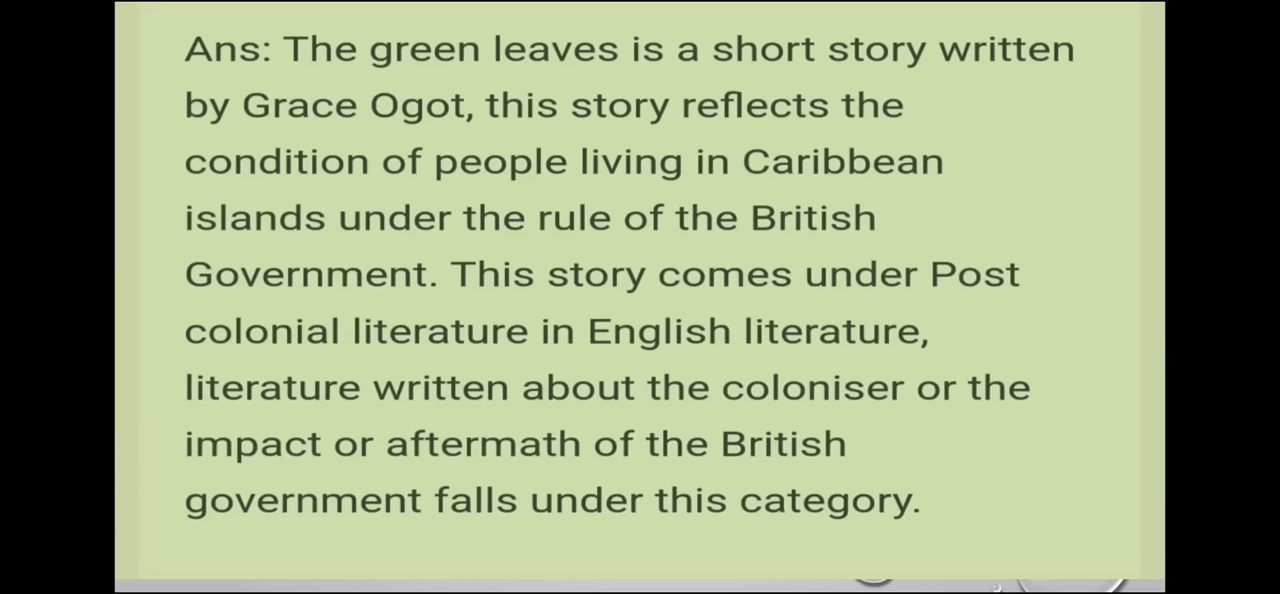 Ans: The green leaves is a short story written
by Grace Ogot, this story reflects the
condition of people living in Caribbean
islands under the rule of the British
Government. This story comes under Post
colonial literature in English literature,
literature written about the coloniser or the
impact or aftermath of the British
government falls under this category.